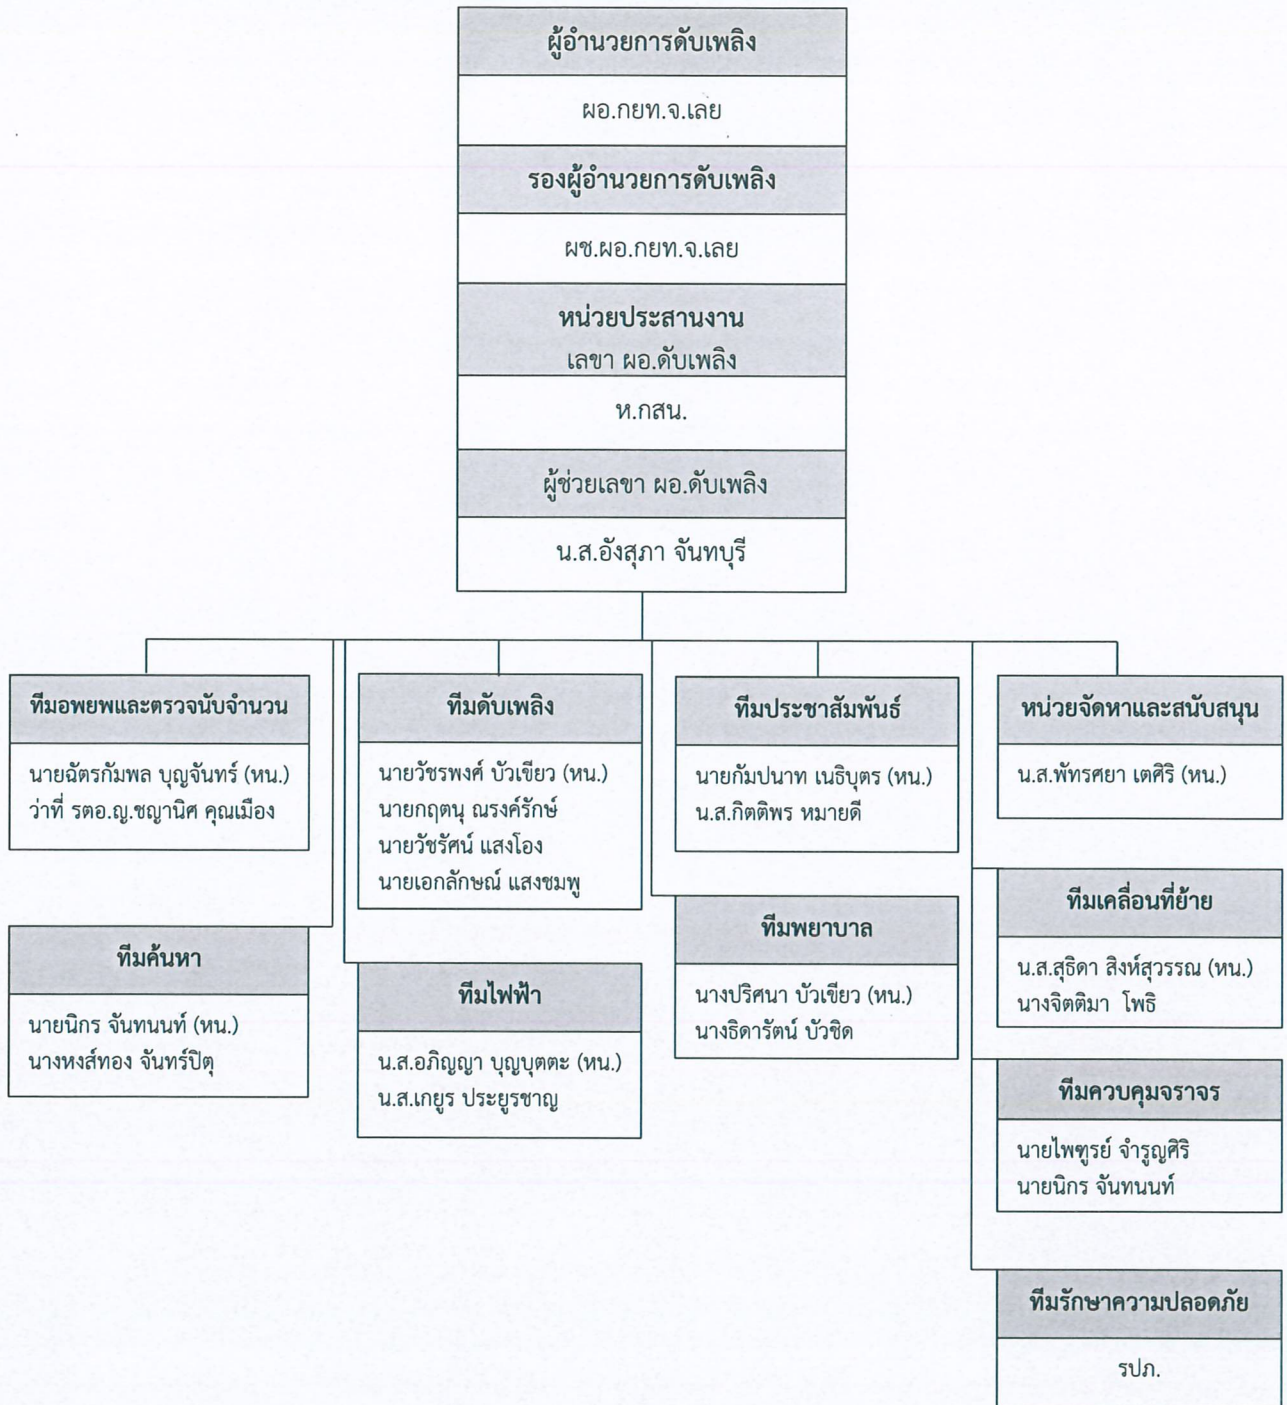 ผู้อำนวยการดับเพลิง
ผอ.กยท.จ.เลย
รองผู้อำนวยการดับเพลิง
ผช.ผอ.กยท.จ.เลย
หน่วยประสานงาน
เลขา ผอ.ดับเพลิง
ห.กสน.
ผู้ช่วยเลขา ผอ.ดับเพลิง
น.ส.อังสุภา จันทบุรี
ทีมอพยพและตรวจนับจำนวน
นายฉัตรกัมพล บุญจันทร์ (หน.)
ว่าที่ รตอ.ญ.ชญานิศ คุณเมือง
ทีมค้นหา
นายนิกร จันทนนท์ (หน.)
นางหงส์ทอง จันทร์ปิตุ
ทีมดับเพลิง
นายวัชรพงศ์ บัวเขียว (หน.)
นายกฤตนุ ณรงค์รักษ์
นายวัชรัศน์ แสงโอง
นายเอกลักษณ์ แสงชมพู
ทีมไฟฟ้า
น.ส.อภิญญา บุญบุตตะ (หน.)
น.ส.เกยูร ประยูรชาญ
ทีมประชาสัมพันธ์
นายกัมปนาท เนธิบุตร (หน.)
น.ส.กิตติพร หมายดี
ทีมพยาบาล
นางปริศนา บัวเขียว (หน.)
นางธิดารัตน์ บัวชิด
หน่วยจัดหาและสนับสนุน
น.ส.พัทรศยา เตศิริ (หน.)
ทีมเคลื่อนที่ย้าย
น.ส.สุธิดา สิงห์สุวรรณ (หน.)
นางจิตติมา โพธิ
ทีมควบคุมจราจร
นายไพฑูรย์ จำรูญศิริ
นายนิกร จันทนนท์
ทีมรักษาความปลอดภัย
รปภ.